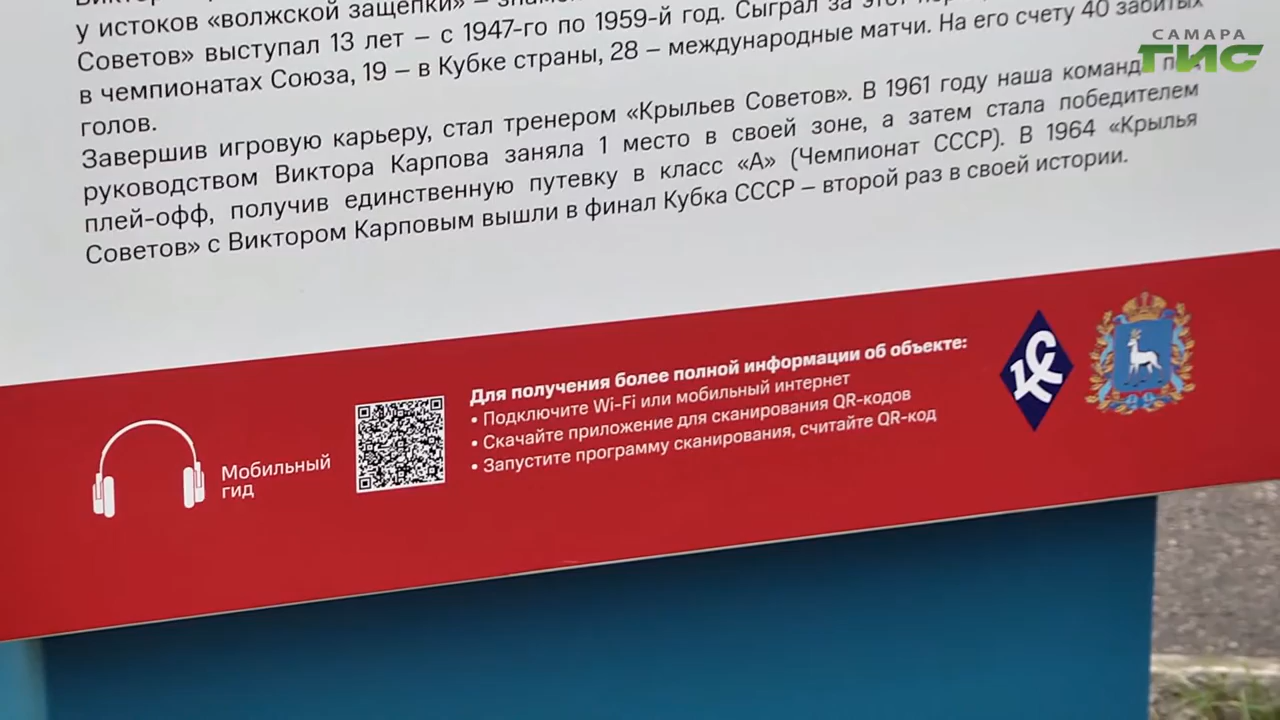 у истоков «волжской защепки» –
Советов» выступал 13 лет – с 1947-го по 1959-й год. Сыграл за
в чемпионатах Союза, 19 – в Кубке страны, 28 – международные матчи. На его счету 40 забитых
голов.
Завершив игровую карьеру, стал тренером «Крыльев Советов». В 1961 году наша команда под
руководством Виктора Карпова заняла 1 место в своей зоне, а затем стала победителем
плей-офф, получив единственную путевку в класс «А» (Чемпионат СССР). В 1964 «Крылья
Советов» с Виктором Карповым вышли в финал Кубка СССР – второй раз в своей истории.
Для получения более полной информации об объекте:
• Подключите Wi-Fi или мобильный интернет
• Скачайте приложение для сканирования QR-кодов
• Запустите программу сканирования, считайте QR-код
Мобильный
гид
САМАРА
ГИС